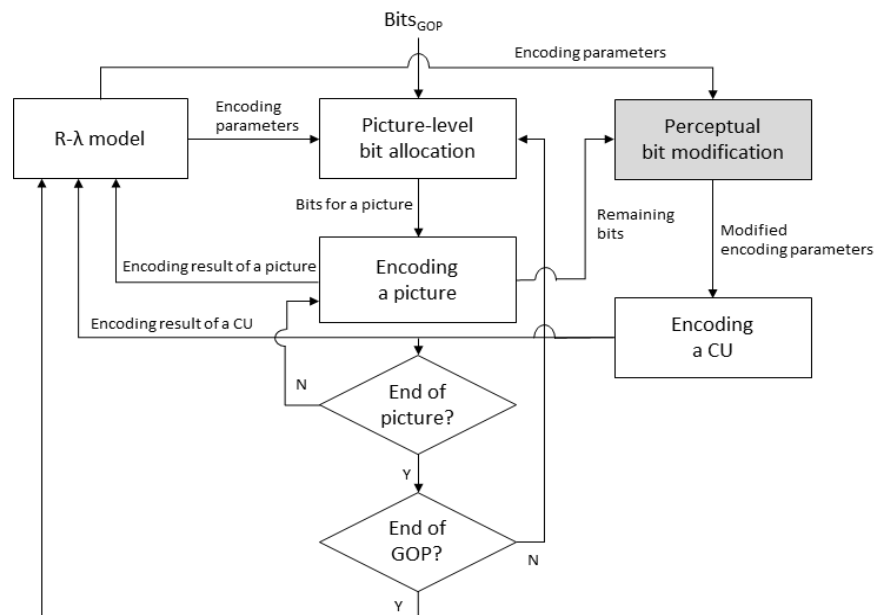 Bits_GOP
Encoding parameters
R-λ model
Encoding
parameters
Picture-level
bit allocation
Perceptual
bit modification
Bits for a picture
Remaining
bits
Modified
encoding parameters
Encoding result of a picture
Encoding
a picture
Encoding result of a CU
Encoding
a CU
N
End of
picture?
Y
End of
GOP?
N
Y